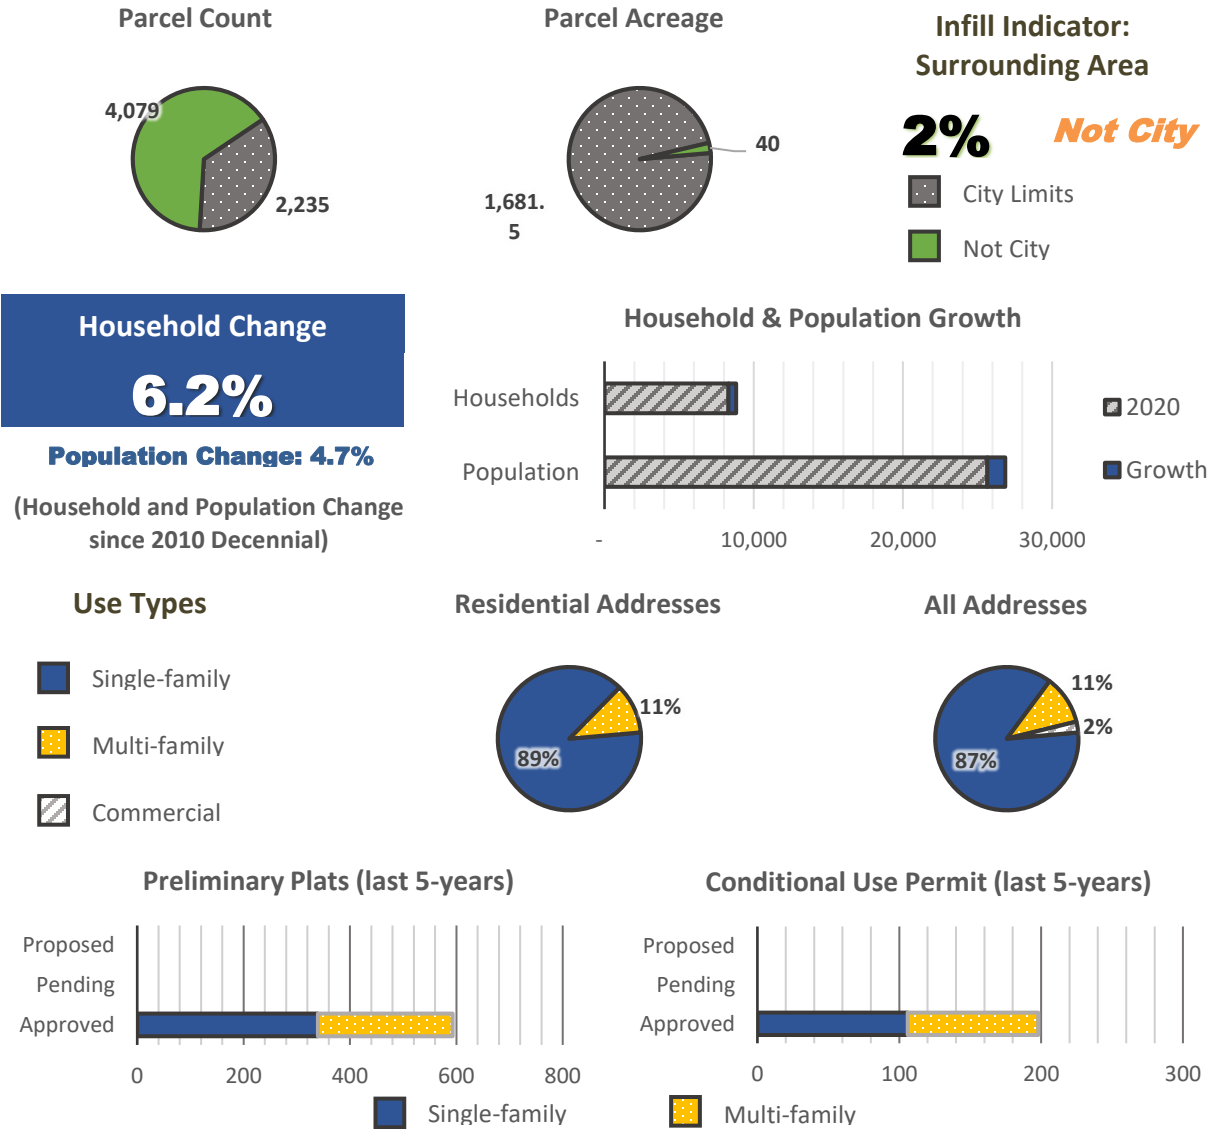 Parcel Count
4,079
2,235
Parcel Acreage
40
1,681.
5
Infill Indicator:
Surrounding Area
2% Not City
City Limits
Not City
Household Change
6.2%
Population Change: 4.7%
(Household and Population Change
since 2010 Decennial)
Household & Population Growth
Households
Population
- 10,000 20,000 30,000
2020
Growth
Use Types
Single-family
Multi-family
Commercial
Residential Addresses
11%
89%
All Addresses
11%
2%
87%
Preliminary Plats (last 5-years)
Proposed
Pending
Approved
0 200 400 600 800
Conditional Use Permit (last 5-years)
Proposed
Pending
Approved
0 100 200 300
Single-family Multi-family